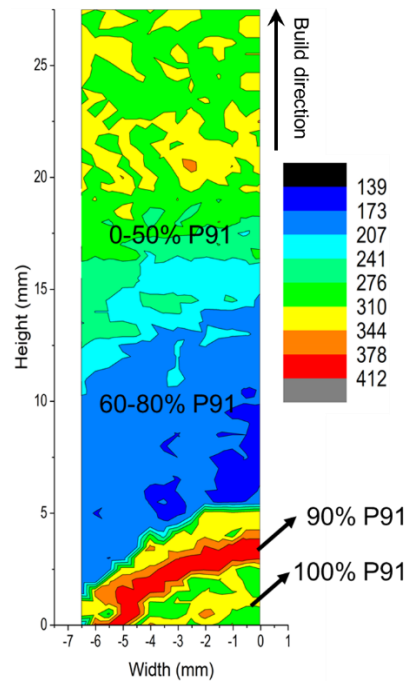 Build direction
25
20
15
10
5
0
Height (mm)
0-50% P91
60-80% P91
139
173
207
241
276
310
344
378
412
90% P91
100% P91
-7 -6 -5 -4 -3 -2 -1 0 1
Width (mm)